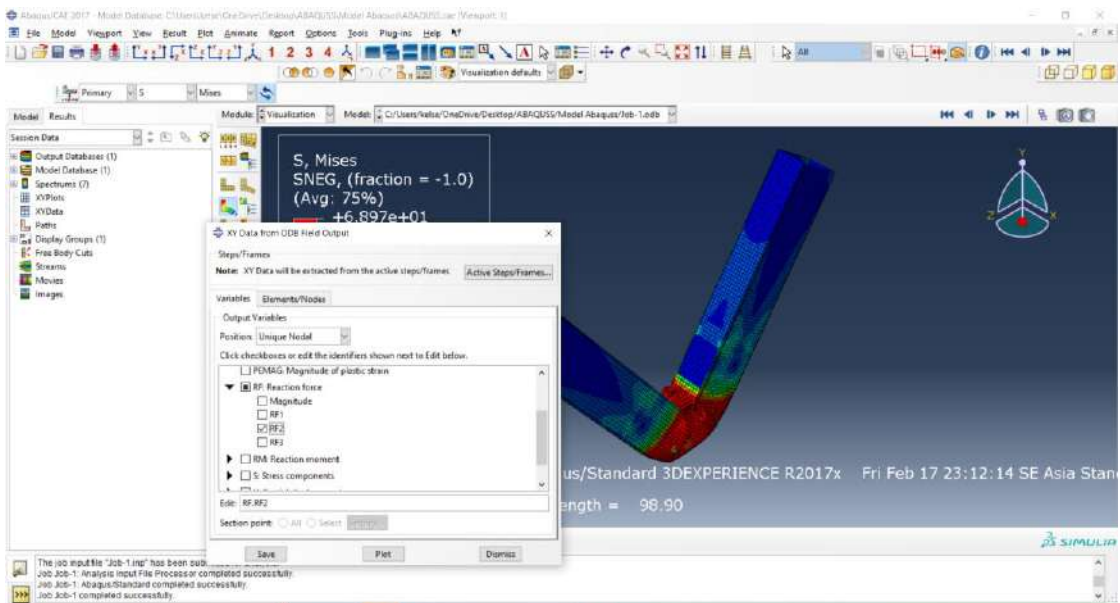 Abaqus/CAE 2017 - Model Database: C:\Users\kelsa\OneDrive\Desktop\ABAQUSS\Model Abaquss\ABAQUSS.cae [Viewport: 1]
File Model Viewport View Result Plot Animate Report Options Tools Plug-ins Help
1 2 3 4 All
Visualization defaults
Primary S Mises
Model Results Module: Visualization Model: C:/Users/kelsa/OneDrive/Desktop/ABAQUSS/Model Abaquss/Job-1.odb
Session Data
Output Databases (1)
Model Database (1)
Spectrums (7)
XYPlots
XYData
Paths
Display Groups (1)
Free Body Cuts
Streams
Movies
Images
S, Mises
SNEG, (fraction = -1.0)
(Avg: 75%)
+6.897e+01
Y
Z X
XY Data from ODB Field Output
Steps/Frames
Note: XY Data will be extracted from the active steps/frames Active Steps/Frames...
Variables Elements/Nodes
Output Variables
Position: Unique Nodal
Click checkboxes or edit the identifiers shown next to Edit below.
PEMAG: Magnitude of plastic strain
RF: Reaction force
Magnitude
RF1
RF2
RF3
RM: Reaction moment
S: Stress components
Edit: RF.RF2
Section point: All Select
Save Plot Dismiss
us/Standard 3DEXPERIENCE R2017x Fri Feb 17 23:12:14 SE Asia Stan
ength = 98.90
SIMULIA
The job input file "Job-1.inp" has been
Job Job-1: Analysis Input File Processor completed successfully.
Job Job-1: Abaqus/Standard completed successfully.
Job Job-1 completed successfully.